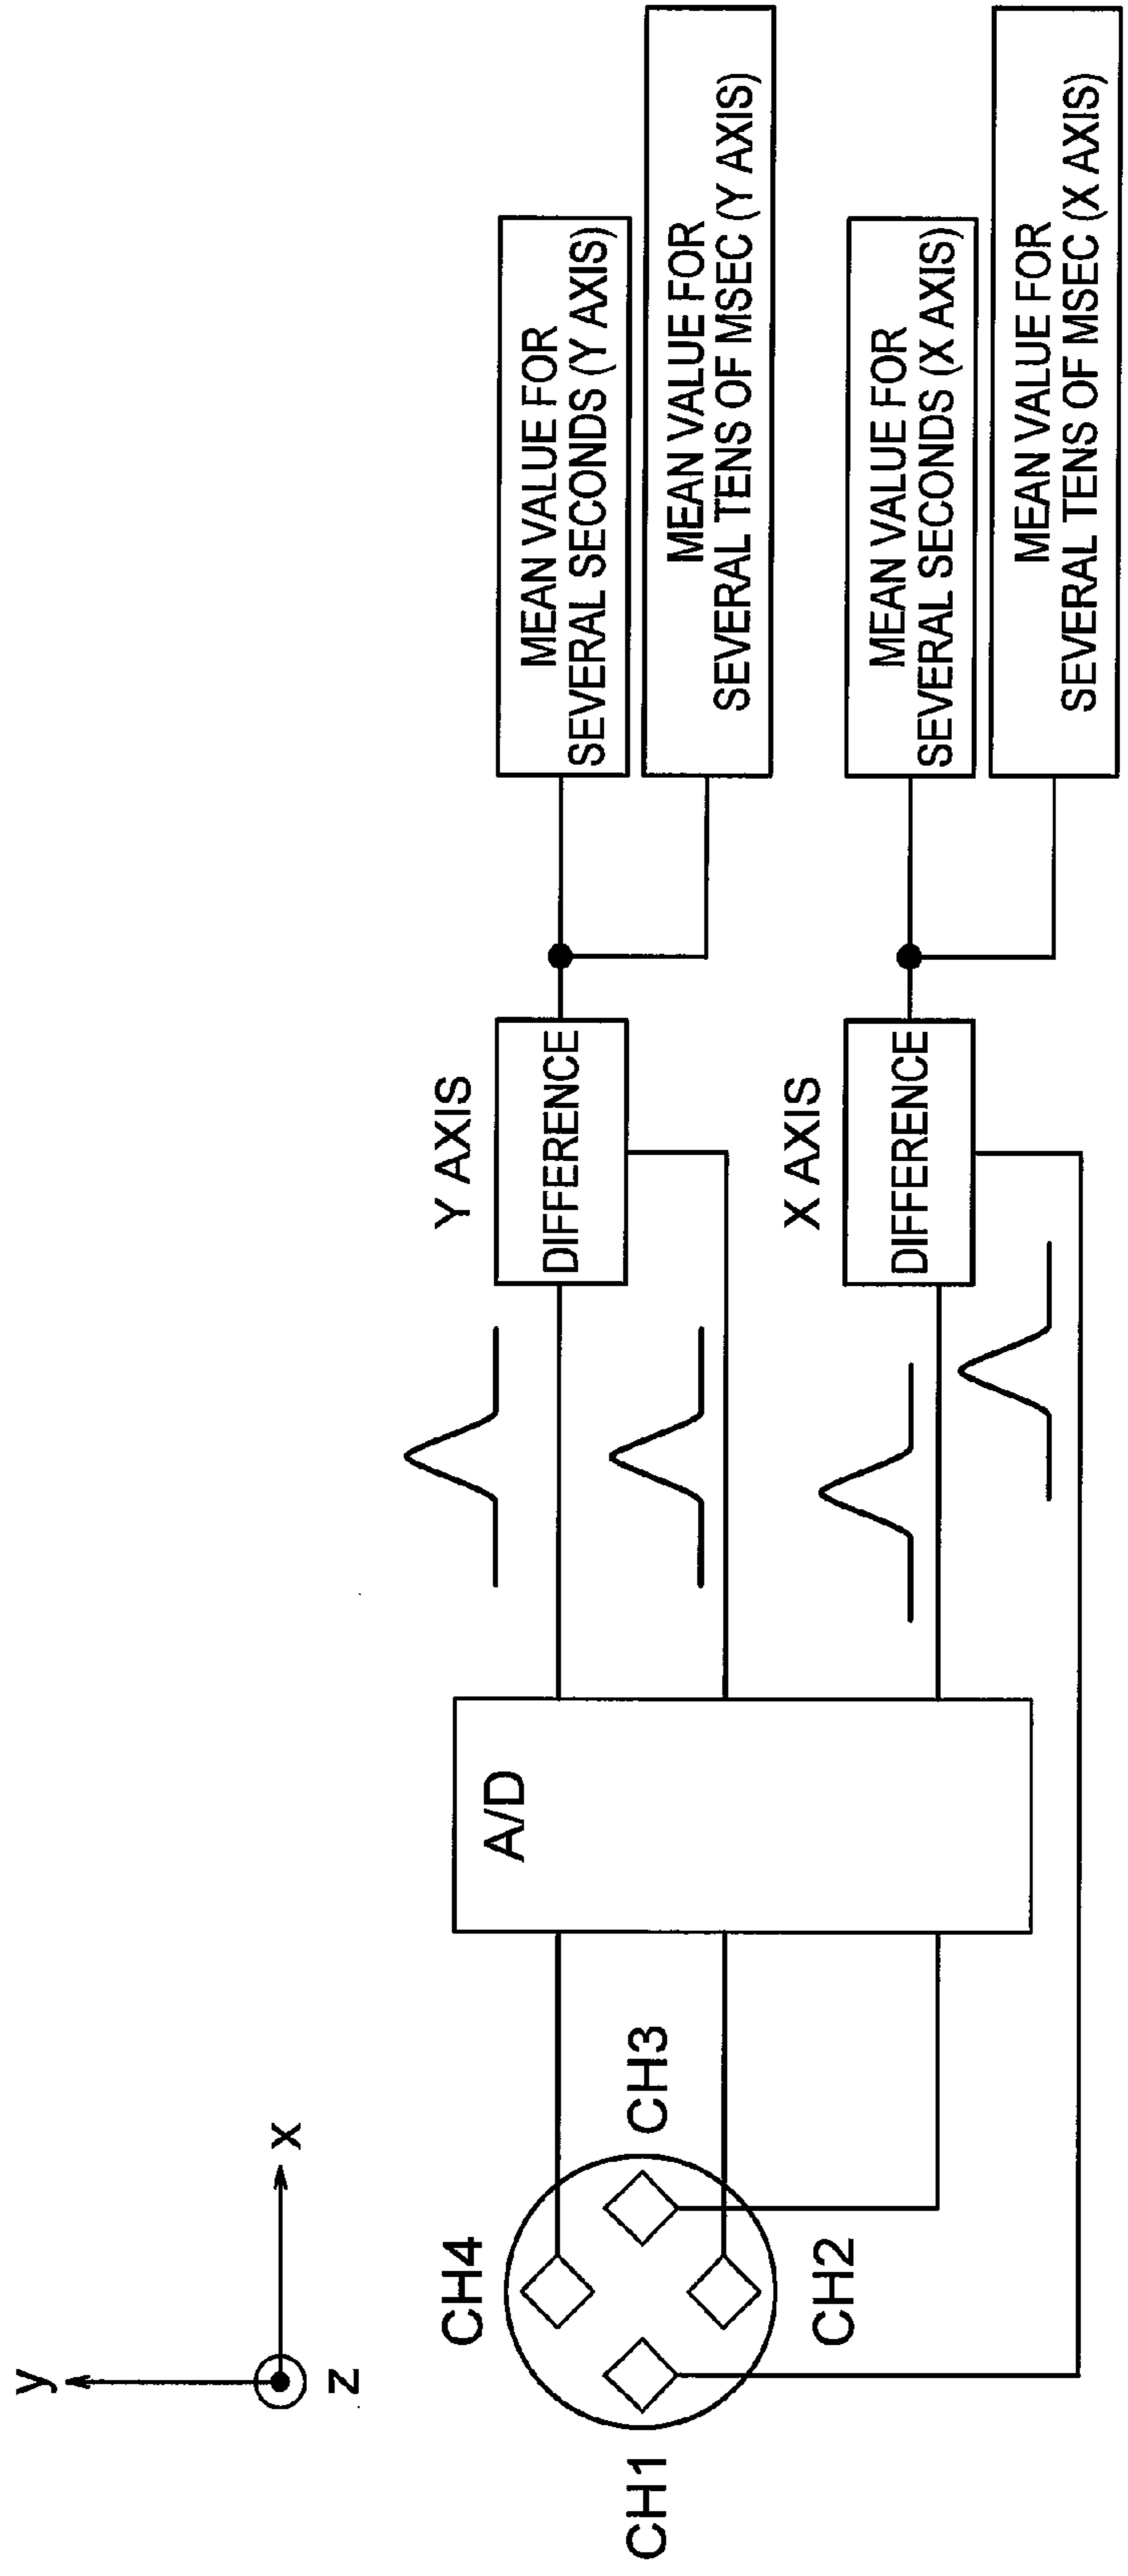 y
x
z
CH4
CH3
CH1
CH2
A/D
Y AXIS
DIFFERENCE
X AXIS
DIFFERENCE
MEAN VALUE FOR
SEVERAL SECONDS (Y AXIS)
MEAN VALUE FOR
SEVERAL TENS OF MSEC (Y AXIS)
MEAN VALUE FOR
SEVERAL SECONDS (X AXIS)
MEAN VALUE FOR
SEVERAL TENS OF MSEC (X AXIS)